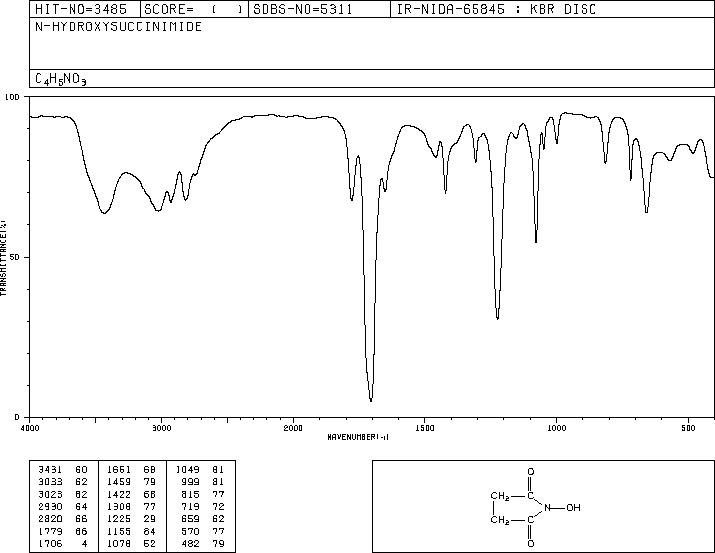 HIT-NO=3485 SCORE= ( ) SDBS-NO=5311 IR-NIDA-65845 : KBR DISC
N-HYDROXYSUCCINIMIDE
C4H5NO3
100
50
0
TRANSMITTANCE(%)
4000 3000 2000 1500 1000 500
WAVENUMBER(-1)
3431 60 1651 68 1049 81
3033 62 1459 79 999 81
3023 62 1422 68 815 77
2930 64 1308 77 719 72
2820 66 1225 29 659 62
1779 66 1155 84 570 77
1706 4 1078 52 482 79
O
CH2 C
N OH
CH2 C
O